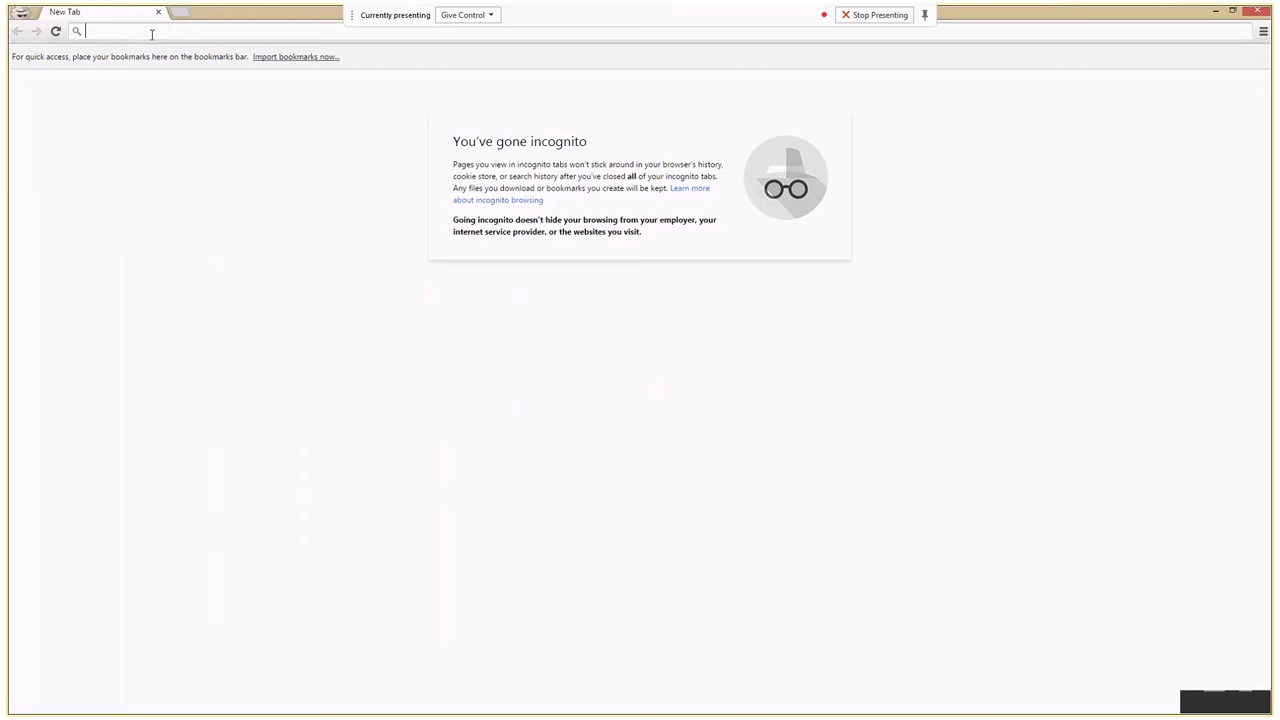 New Tab
Currently presenting Give Control Stop Presenting
For quick access, place your bookmarks here on the bookmarks bar. Import bookmarks now...
You've gone incognito
Pages you view in incognito tabs won't stick around in your browser's history,
cookie store, or search history after you've closed all of your incognito tabs.
Any files you download or bookmarks you create will be kept. Learn more
about incognito browsing
Going incognito doesn't hide your browsing from your employer, your
internet service provider, or the websites you visit.